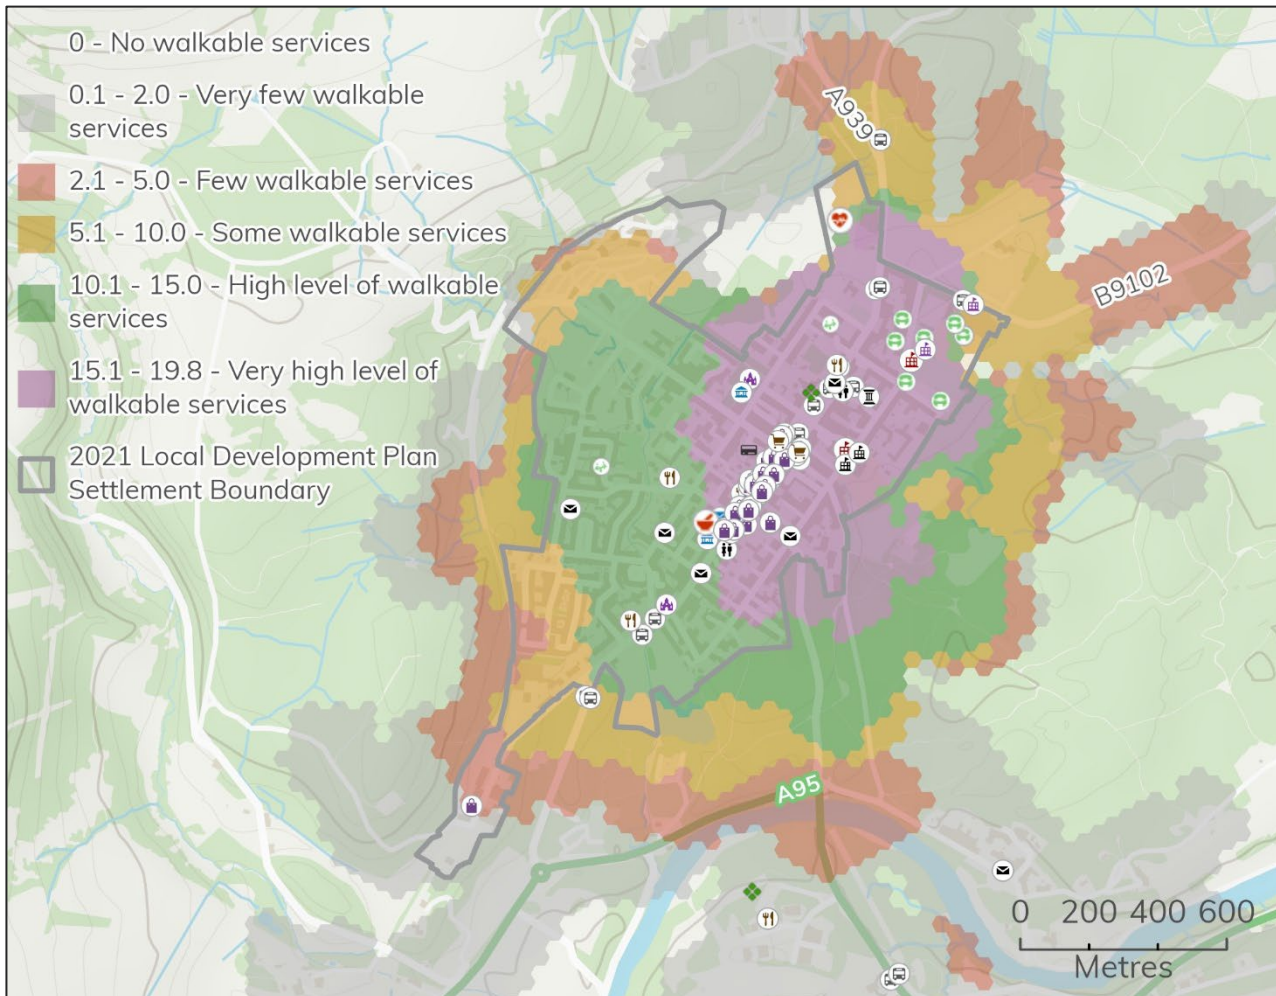 0 - No walkable services
0.1 - 2.0 - Very few walkable
services
2.1 - 5.0 - Few walkable services
5.1 - 10.0 - Some walkable services
10.1 - 15.0 - High level of walkable
services
15.1 - 19.8 - Very high level of
walkable services
2021 Local Development Plan
Settlement Boundary
A939
B9102
A95
0 200 400 600
Metres